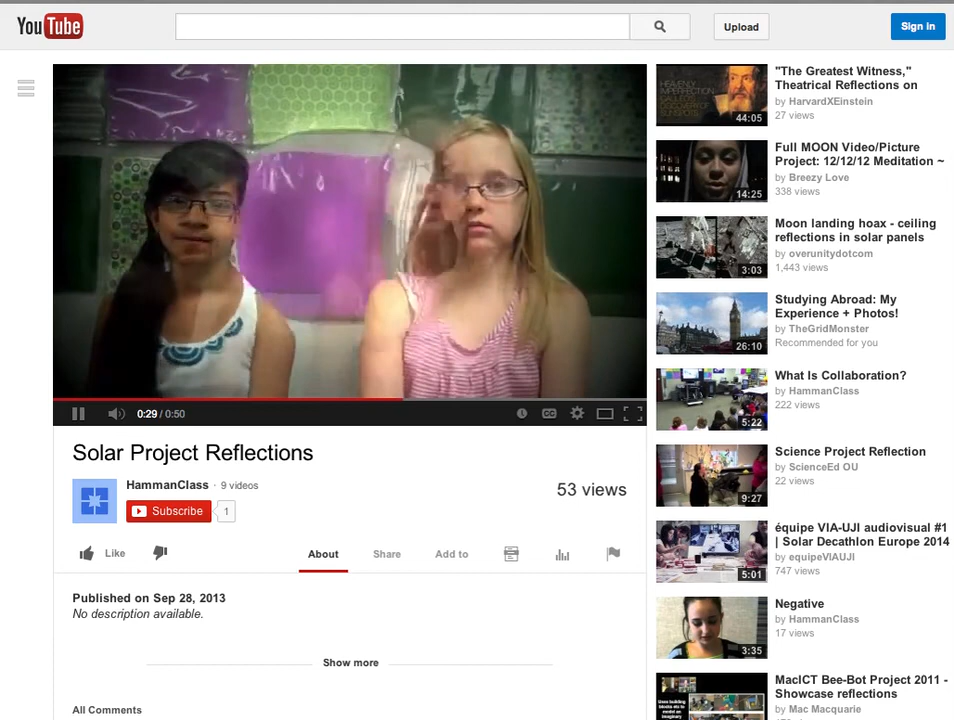 YouTube
Upload
Sign in
0:29 / 0:50
CC
Solar Project Reflections
HammanClass · 9 videos
Subscribe
1
53 views
Like
About
Share
Add to
Published on Sep 28, 2013
No description available.
Show more
All Comments
HEAVENLY
IMPERFECTION
GALILEO'S
DISCOVERY OF
SUNSPOTS
44:05
"The Greatest Witness,"
Theatrical Reflections on
by HarvardXEinstein
27 views
14:25
Full MOON Video/Picture
Project: 12/12/12 Meditation ~
by Breezy Love
338 views
3:03
Moon landing hoax - ceiling
reflections in solar panels
by overunitydotcom
1,443 views
26:10
Studying Abroad: My
Experience + Photos!
by TheGridMonster
Recommended for you
5:22
What Is Collaboration?
by HammanClass
222 views
9:27
Science Project Reflection
by ScienceEd OU
22 views
5:01
équipe VIA-UJI audiovisual #1
| Solar Decathlon Europe 2014
by equipeVIAUJI
747 views
3:35
Negative
by HammanClass
17 views
MacICT Bee-Bot Project 2011 -
Showcase reflections
by Mac Macquarie